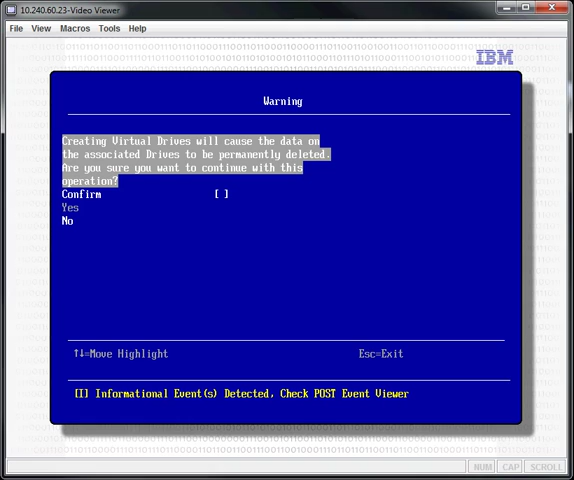 10.240.60.23-Video Viewer
File View Macros Tools Help
IBM
Warning
Creating Virtual Drives will cause the data on
the associated Drives to be permanently deleted.
Are you sure you want to continue with this
operation?
Confirm [ ]
Yes
No
↑↓=Move Highlight Esc=Exit
[I] Informational Event(s) Detected, Check POST Event Viewer
NUM CAP SCROLL